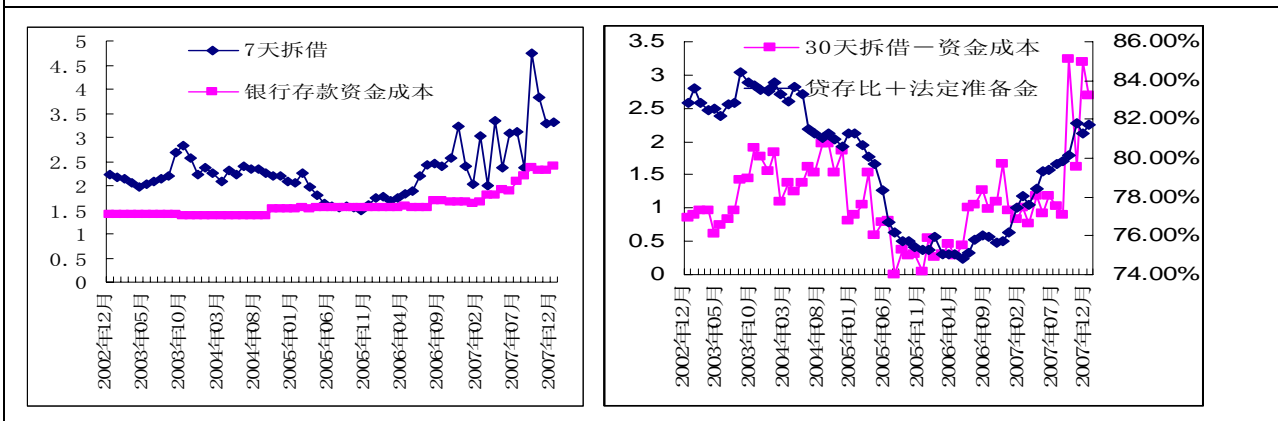 7天拆借
银行存款资金成本
5
4.5
4
3.5
3
2.5
2
1.5
1
0.5
0
2002年12月
2003年05月
2003年10月
2004年03月
2004年08月
2005年01月
2005年06月
2005年11月
2006年04月
2006年09月
2007年02月
2007年07月
2007年12月
30天拆借－资金成本
贷存比＋法定准备金
3.5
3
2.5
2
1.5
1
0.5
0
86.00%
84.00%
82.00%
80.00%
78.00%
76.00%
74.00%
2002年12月
2003年05月
2003年10月
2004年03月
2004年08月
2005年01月
2005年06月
2005年11月
2006年04月
2006年09月
2007年02月
2007年07月
2007年12月